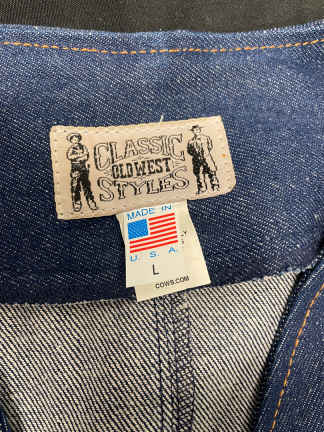 CLASSIC
OLD WEST
STYLES
MADE IN
U. S. A.
L
COWS.COM